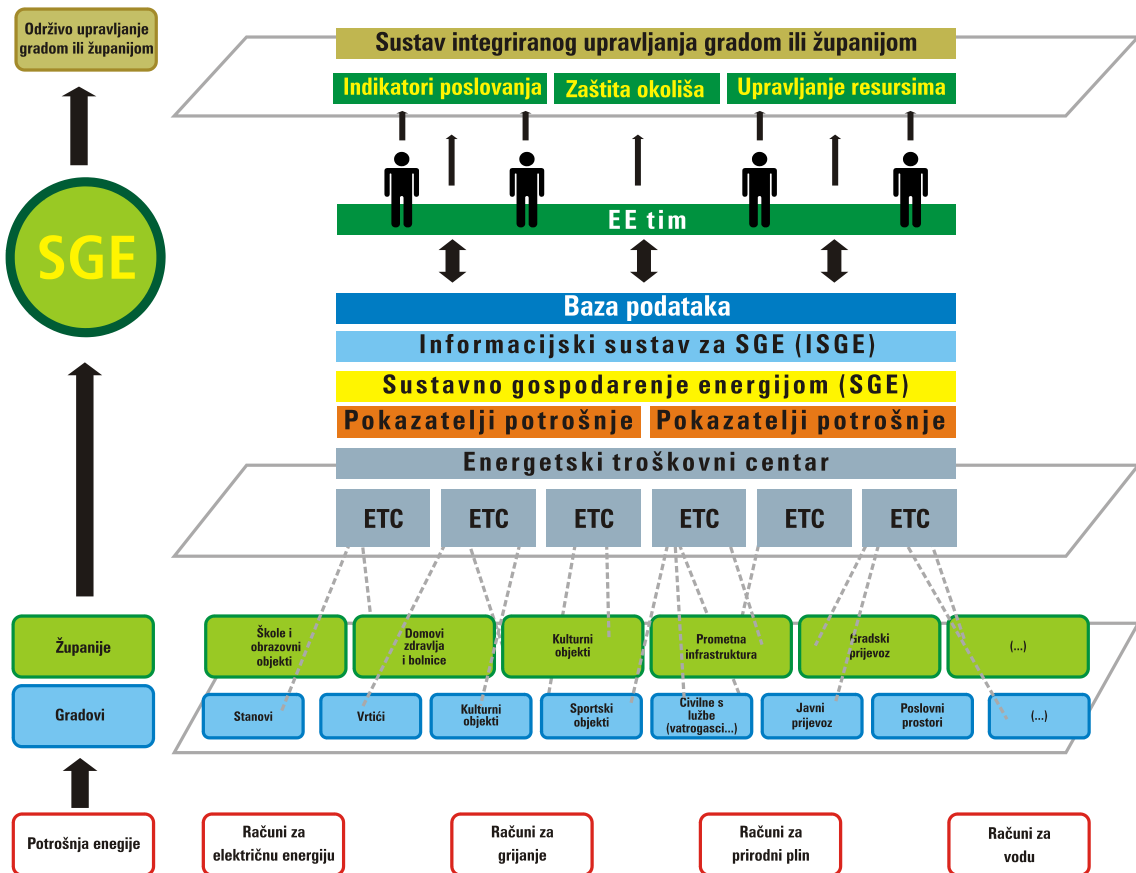 Održivo upravljanje
gradom ili županijom
Sustav integriranog upravljanja gradom ili županijom
Indikatori poslovanja
Zaštita okoliša
Upravljanje resursima
EE tim
SGE
Baza podataka
Informacijski sustav za SGE (ISGE)
Sustavno gospodarenje energijom (SGE)
Pokazatelji potrošnje
Pokazatelji potrošnje
Energetski troškovni centar
ETC
ETC
ETC
ETC
ETC
ETC
Županije
Škole i
obrazovni
objekti
Domovi
zdravlja
i bolnice
Kulturni
objekti
Prometna
infrastruktura
Gradski
prijevoz
(...)
Gradovi
Stanovi
Vrtići
Kulturni
objekti
Sportski
objekti
Civilne s
lužbe
(vatrogasci...)
Javni
prijevoz
Poslovni
prostori
(...)
Potrošnja enegije
Računi za
električnu energiju
Računi za
grijanje
Računi za
prirodni plin
Računi za
vodu